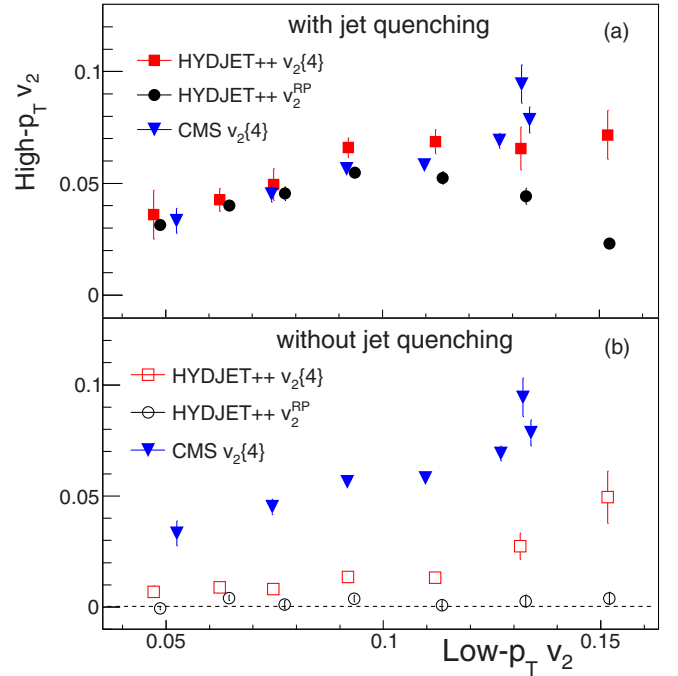 with jet quenching
(a)
HYDJET++ v₂{4}
HYDJET++ v₂ᴿᴾ
CMS v₂{4}
High-p_T v₂
0.1
0.05
0
without jet quenching
(b)
HYDJET++ v₂{4}
HYDJET++ v₂ᴿᴾ
CMS v₂{4}
0.1
0.05
0
0.05
0.1
0.15
Low-p_T v₂